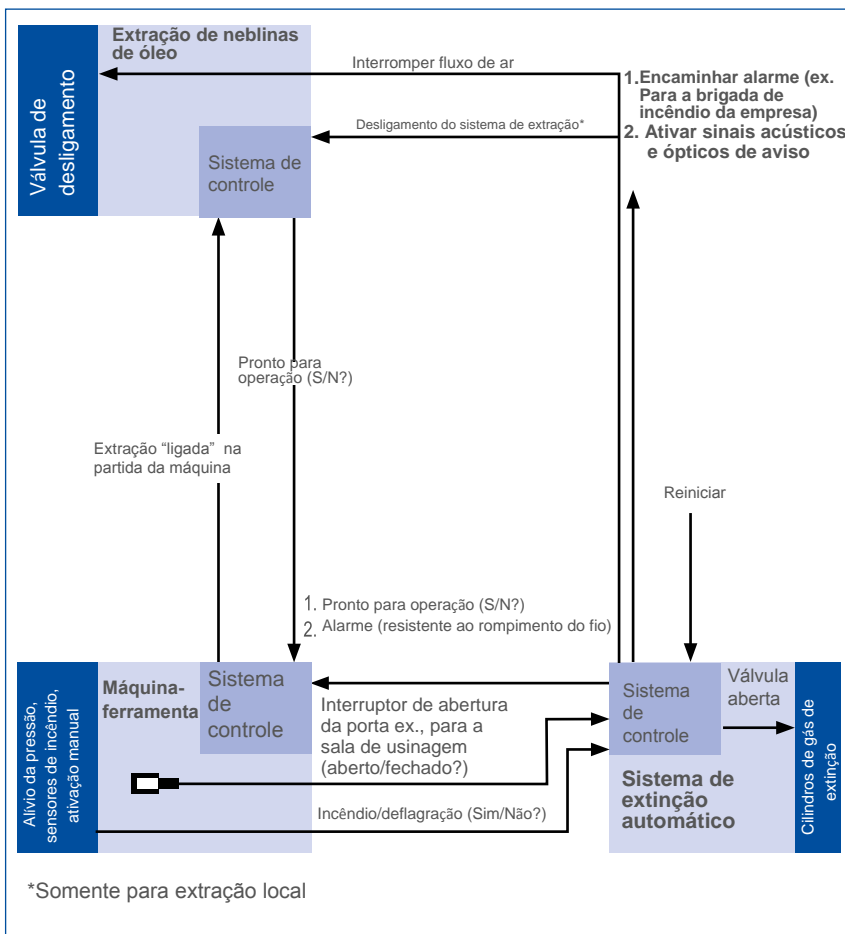 Extração de neblinas
de óleo
Válvula de
desligamento
Sistema de
controle
Interromper fluxo de ar
Desligamento do sistema de extração*
1. Encaminhar alarme (ex.
Para a brigada de
incêndio da empresa)
2. Ativar sinais acústicos
e ópticos de aviso
Pronto para
operação (S/N?)
Extração “ligada” na
partida da máquina
Reiniciar
1. Pronto para operação (S/N?)
2. Alarme (resistente ao rompimento do fio)
Alívio da pressão,
sensores de incêndio,
ativação manual
Máquina-
ferramenta
Sistema
de
controle
Interruptor de abertura
da porta ex., para a
sala de usinagem
(aberto/fechado?)
Incêndio/deflagração (Sim/Não?)
Sistema
de
controle
Válvula
aberta
Sistema de
extinção
automático
Cilindros de gás de
extinção
*Somente para extração local